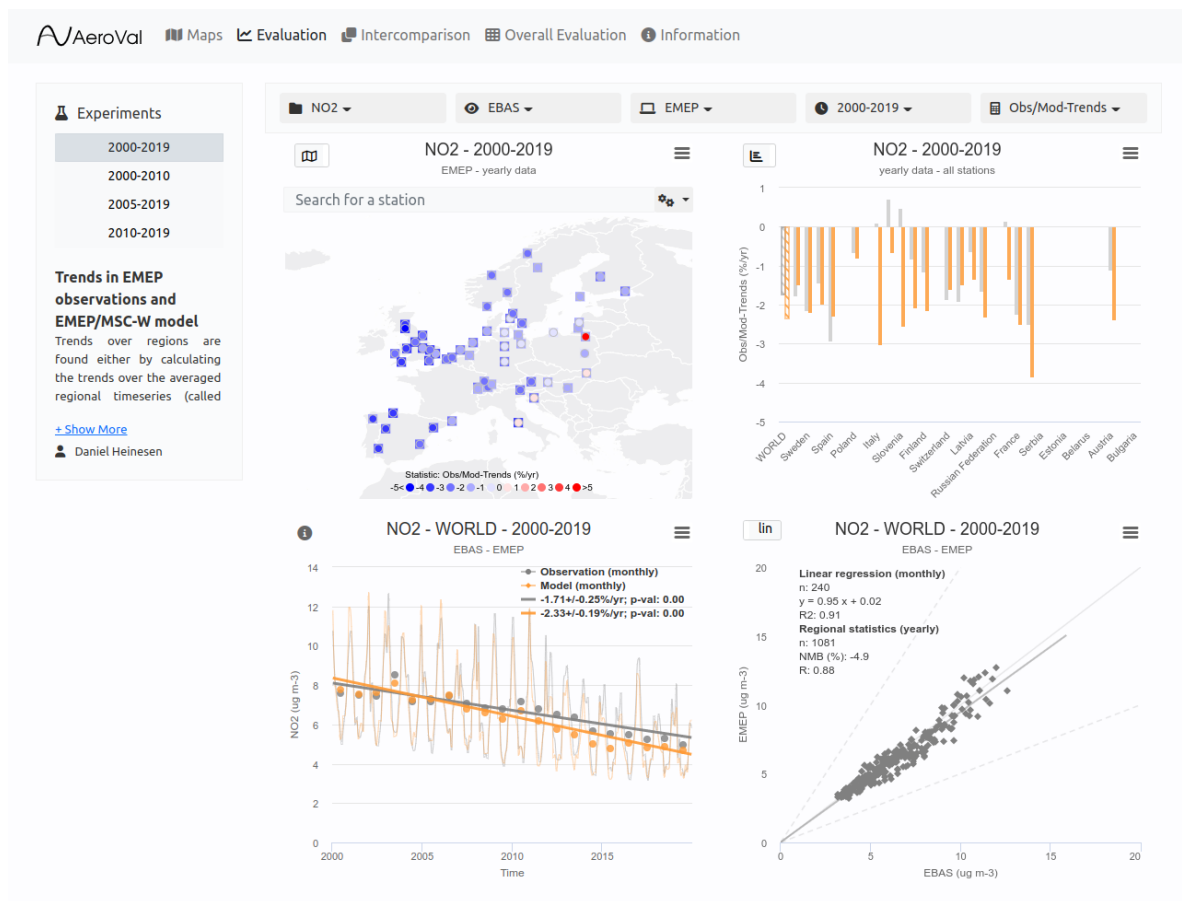 AeroVal Maps Evaluation Intercomparison Overall Evaluation Information
Experiments
2000-2019
2000-2010
2005-2019
2010-2019
Trends in EMEP
observations and
EMEP/MSC-W model
Trends over regions are
found either by calculating
the trends over the averaged
regional timeseries (called
+ Show More
Daniel Heinesen
NO2 EBAS EMEP 2000-2019 Obs/Mod-Trends
NO2 - 2000-2019
EMEP - yearly data
Search for a station
Statistic: Obs/Mod-Trends (%/yr)
-5< -4 -3 -2 -1 0 1 2 3 4 >5
NO2 - 2000-2019
yearly data - all stations
Obs/Mod-Trends (%/yr)
1
0
-1
-2
-3
-4
-5
WORLD Sweden Spain Poland Italy Slovenia Finland Switzerland Latvia Russian Federation France Serbia Estonia Belarus Austria Bulgaria
NO2 - WORLD - 2000-2019
EBAS - EMEP
Observation (monthly)
Model (monthly)
-1.71+/-0.25%/yr; p-val: 0.00
-2.33+/-0.19%/yr; p-val: 0.00
NO2 (ug m-3)
14
12
10
8
6
4
2
0
2000 2005 2010 2015
Time
lin
NO2 - WORLD - 2000-2019
EBAS - EMEP
Linear regression (monthly)
n: 240
y = 0.95 x + 0.02
R2: 0.91
Regional statistics (yearly)
n: 1081
NMB (%): -4.9
R: 0.88
EMEP (ug m-3)
20
15
10
5
0
0 5 10 15 20
EBAS (ug m-3)